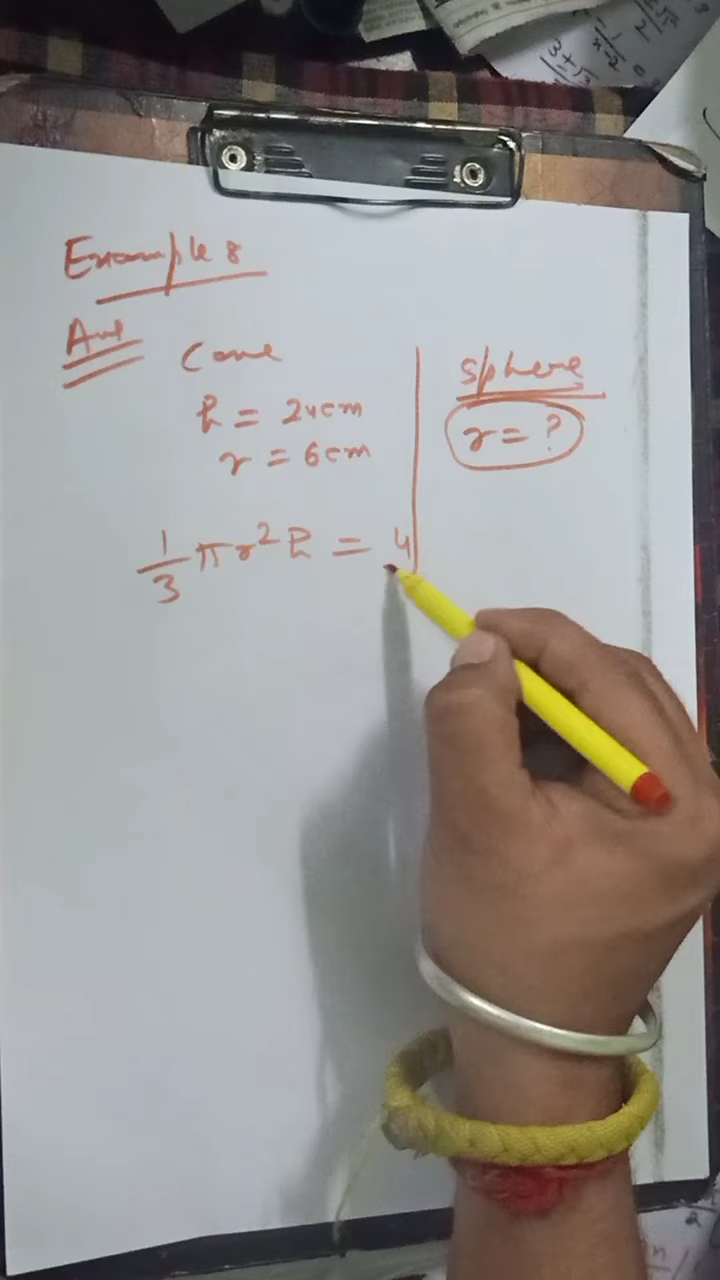 Example 8
Ans
Cone
h = 24cm
r = 6cm
Sphere
r = ?
1/3 πr²h = 4